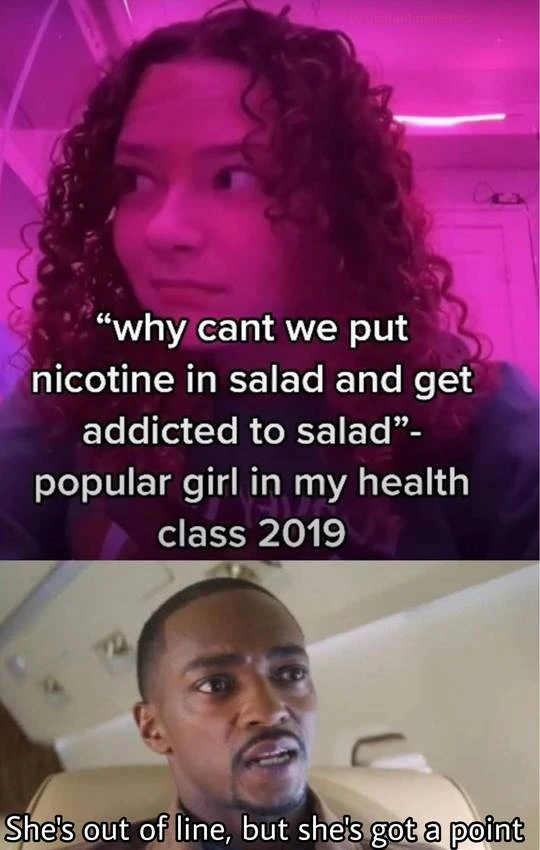 “why cant we put
nicotine in salad and get
addicted to salad”-
popular girl in my health
class 2019
She's out of line, but she's got a point